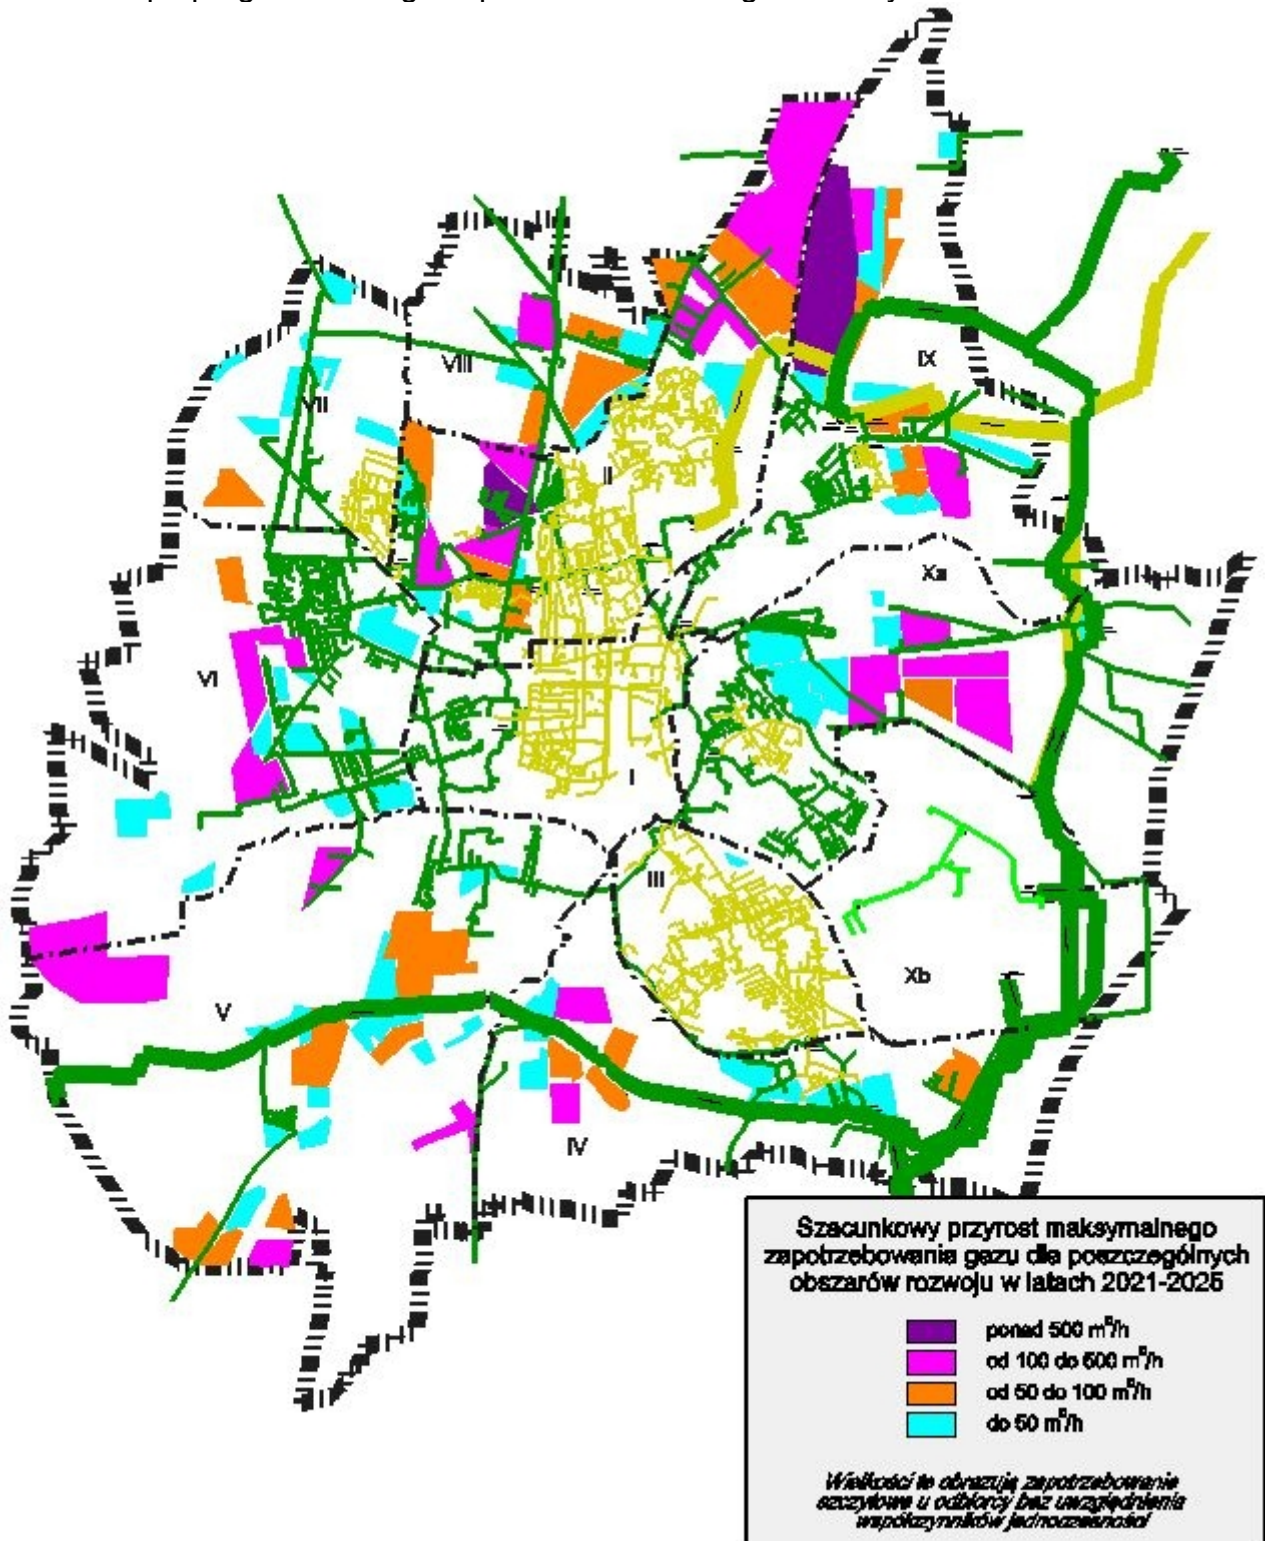 IX
VIII
VII
II
Xa
VI
I
III
Xb
V
IV
Szacunkowy przyrost maksymalnego
zapotrzebowania gazu dla poszczególnych
obszarów rozwoju w latach 2021-2025
ponad 500 m³/h
od 100 do 500 m³/h
od 50 do 100 m³/h
do 50 m³/h
Wielkości te obrazują zapotrzebowanie
szczytowe u odbiorcy bez uwzględnienia
współczynników jednoczesności